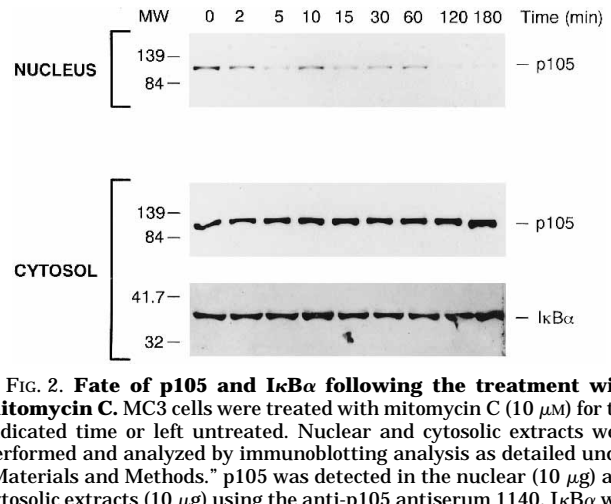 MW 0 2 5 10 15 30 60 120 180 Time (min)
139 –
NUCLEUS – p105
84 –
139 –
– p105
84 –
CYTOSOL
41.7 –
– IκBα
32 –
FIG. 2. Fate of p105 and IκBα following the treatment wi
itomycin C. MC3 cells were treated with mitomycin C (10 μM) for t
dicated time or left untreated. Nuclear and cytosolic extracts we
erformed and analyzed by immunoblotting analysis as detailed und
Materials and Methods.” p105 was detected in the nuclear (10 μg) a
ytosolic extracts (10 μg) using the anti-p105 antiserum 1140. IκBα w